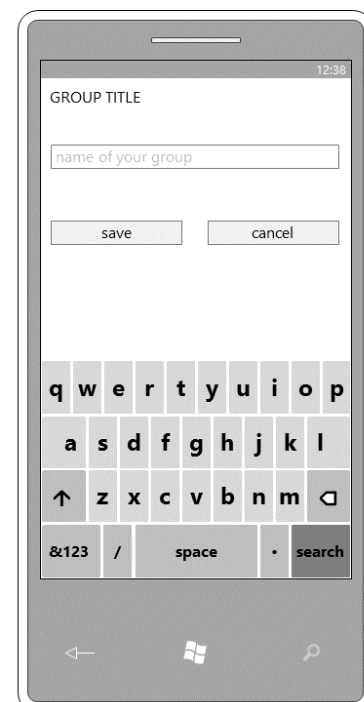 12:38
GROUP TITLE
name of your group
save cancel
q w e r t y u i o p
a s d f g h j k l
z x c v b n m
&123 / space . search